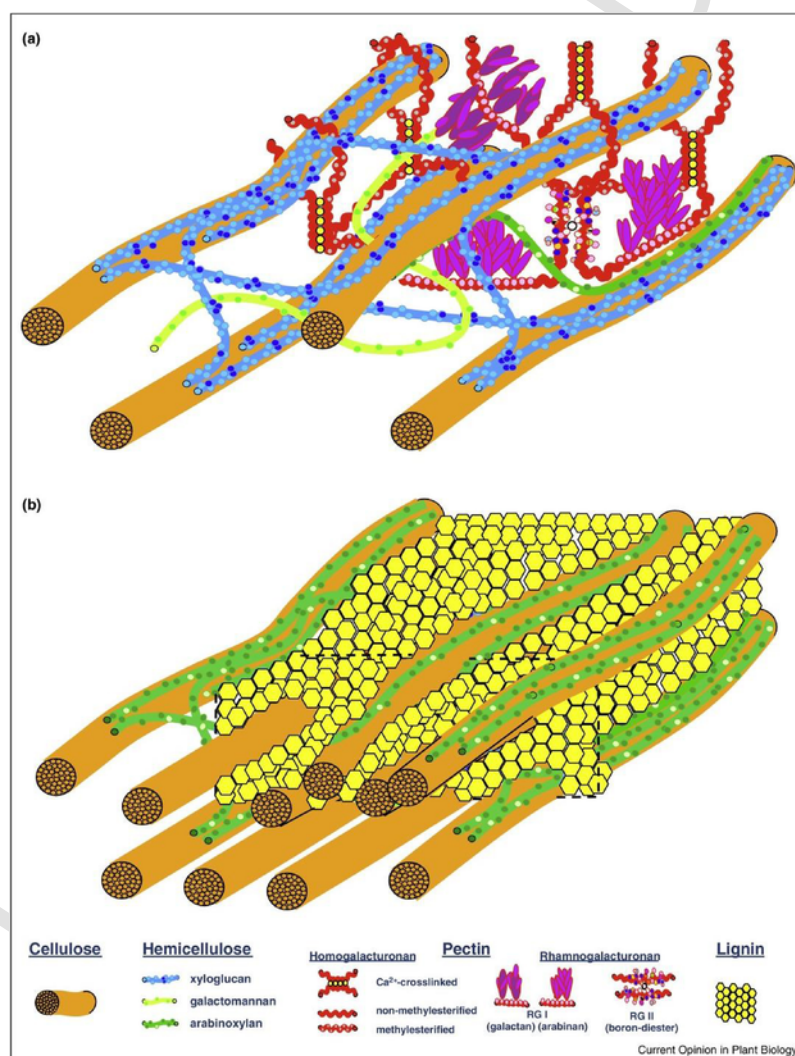 (a)
(b)
Cellulose
Hemicellulose
xyloglucan
galactomannan
arabinoxylan
Pectin
Homogalacturonan
Ca²⁺-crosslinked
non-methylesterified
methylesterified
Rhamnogalacturonan
RG I
(galactan) (arabinan)
RG II
(boron-diester)
Lignin
Current Opinion in Plant Biology